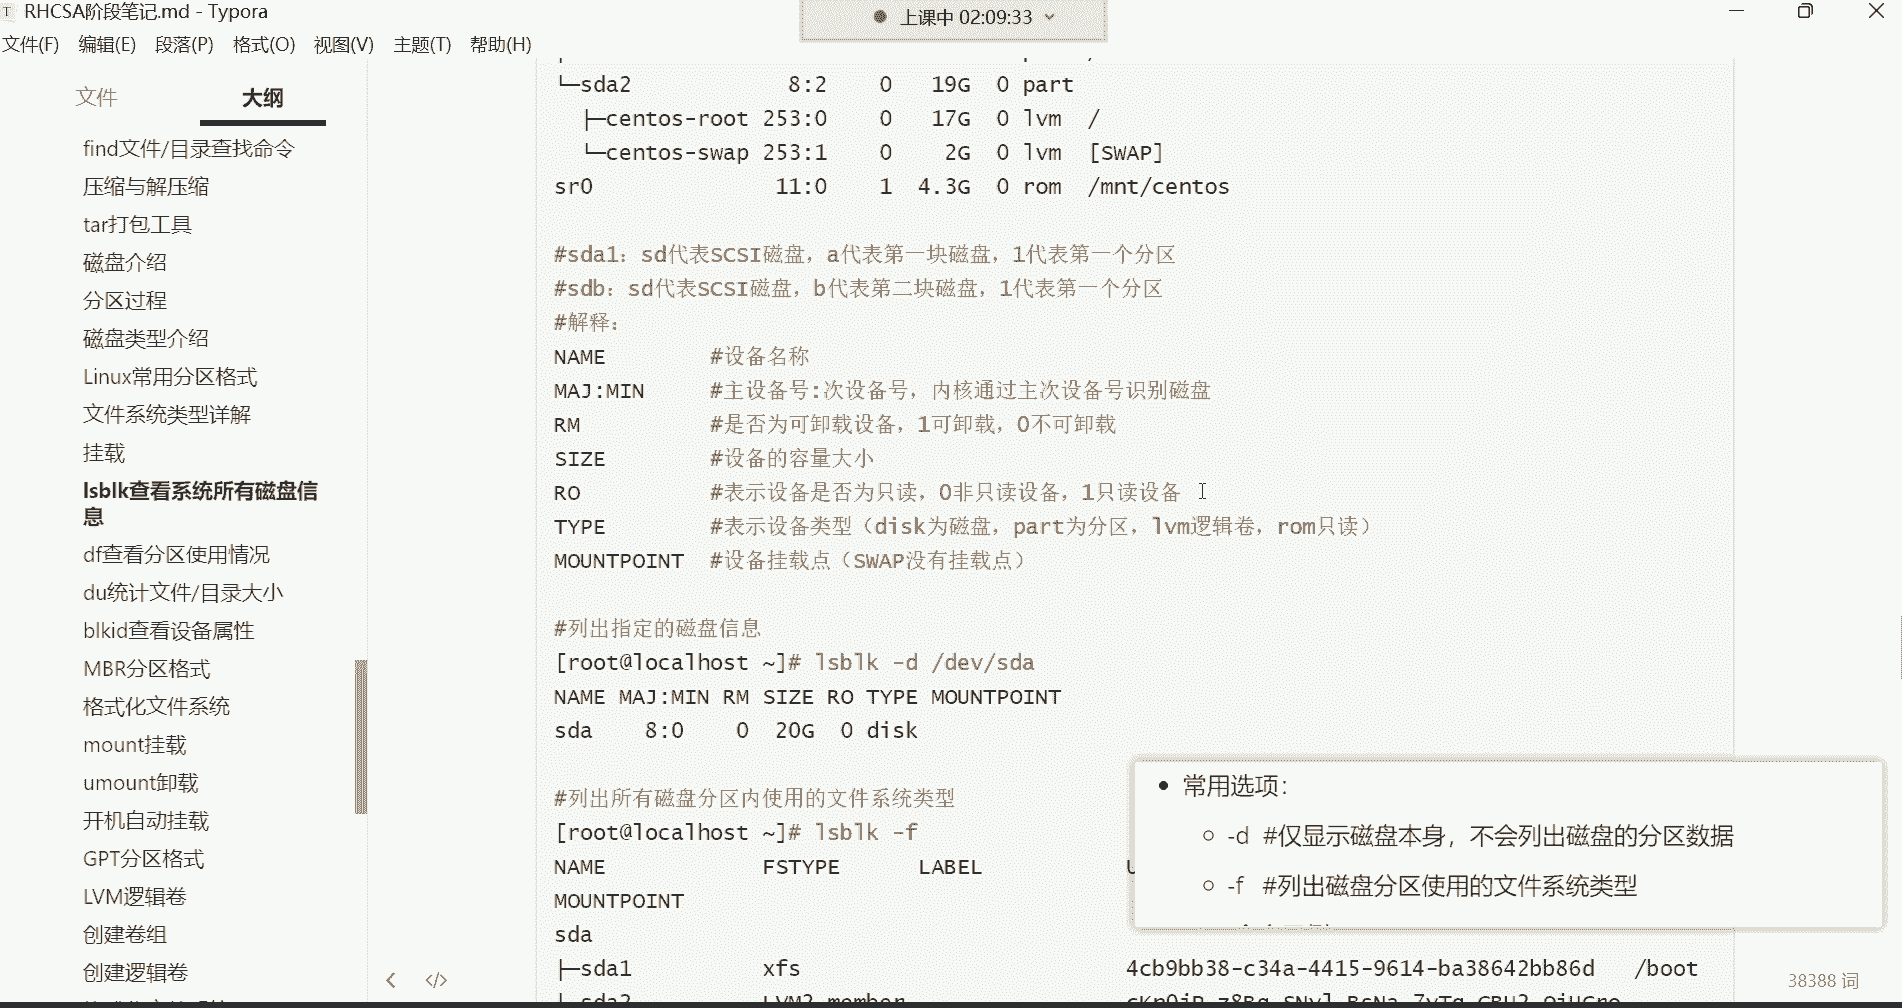 RHCSA阶段笔记.md - Typora
上课中 02:09:33
文件(F) 编辑(E) 段落(P) 格式(O) 视图(V) 主题(T) 帮助(H)
文件 大纲
find文件/目录查找命令
压缩与解压缩
tar打包工具
磁盘介绍
分区过程
磁盘类型介绍
Linux常用分区格式
文件系统类型详解
挂载
lsblk查看系统所有磁盘信
息
df查看分区使用情况
du统计文件/目录大小
blkid查看设备属性
MBR分区格式
格式化文件系统
mount挂载
umount卸载
开机自动挂载
GPT分区格式
LVM逻辑卷
创建卷组
创建逻辑卷
└─sda2 8:2 0 19G 0 part
├─centos-root 253:0 0 17G 0 lvm /
└─centos-swap 253:1 0 2G 0 lvm [SWAP]
sr0 11:0 1 4.3G 0 rom /mnt/centos
#sda1：sd代表SCSI磁盘，a代表第一块磁盘，1代表第一个分区
#sdb：sd代表SCSI磁盘，b代表第二块磁盘，1代表第一个分区
#解释：
NAME #设备名称
MAJ:MIN #主设备号:次设备号，内核通过主次设备号识别磁盘
RM #是否为可卸载设备，1可卸载，0不可卸载
SIZE #设备的容量大小
RO #表示设备是否为只读，0非只读设备，1只读设备
TYPE #表示设备类型（disk为磁盘，part为分区，lvm逻辑卷，rom只读）
MOUNTPOINT #设备挂载点（SWAP没有挂载点）
#列出指定的磁盘信息
[root@localhost ~]# lsblk -d /dev/sda
NAME MAJ:MIN RM SIZE RO TYPE MOUNTPOINT
sda 8:0 0 20G 0 disk
#列出所有磁盘分区内使用的文件系统类型
[root@localhost ~]# lsblk -f
NAME FSTYPE LABEL
MOUNTPOINT
sda
├─sda1 xfs 4cb9bb38-c34a-4415-9614-ba38642bb86d /boot
常用选项：
-d #仅显示磁盘本身，不会列出磁盘的分区数据
-f #列出磁盘分区使用的文件系统类型
38388 词